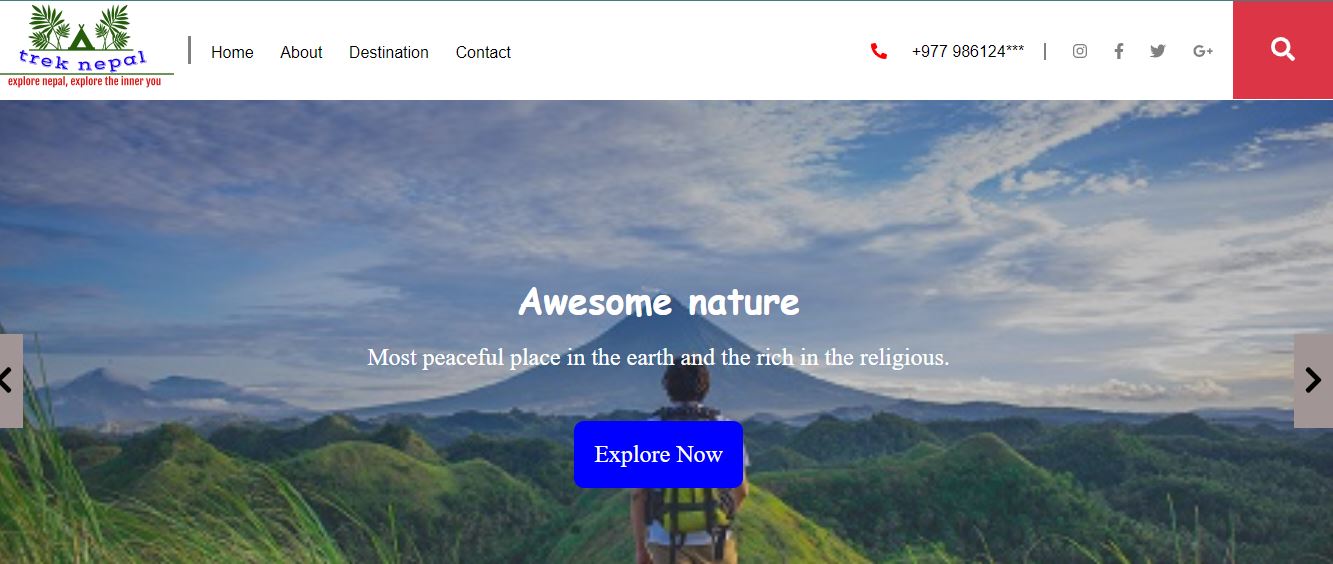 trek nepal
explore nepal, explore the inner you
Home About Destination Contact
+977 986124***
Awesome nature
Most peaceful place in the earth and the rich in the religious.
Explore Now